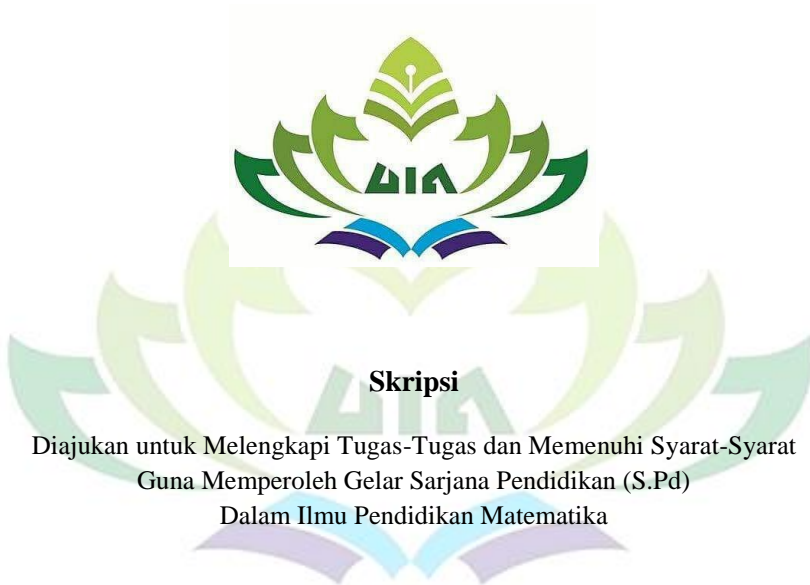 UIN
Skripsi
Diajukan untuk Melengkapi Tugas-Tugas dan Memenuhi Syarat-Syarat
Guna Memperoleh Gelar Sarjana Pendidikan (S.Pd)
Dalam Ilmu Pendidikan Matematika